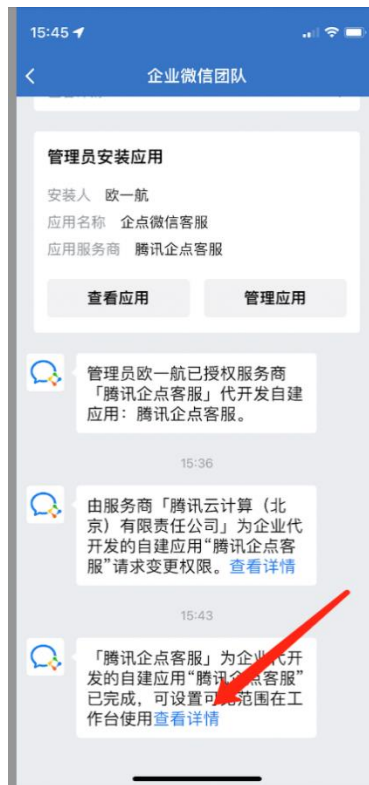 15:45
企业微信团队
管理员安装应用
安装人 欧一航
应用名称 企点微信客服
应用服务商 腾讯企点客服
查看应用 管理应用
管理员欧一航已授权服务商
「腾讯企点客服」代开发自建
应用：腾讯企点客服。
15:36
由服务商「腾讯云计算（北
京）有限责任公司」为企业代
开发的自建应用“腾讯企点客
服”请求变更权限。查看详情
15:43
「腾讯企点客服」为企业代开
发的自建应用“腾讯企点客服”
已完成，可设置可见范围在工
作台使用查看详情